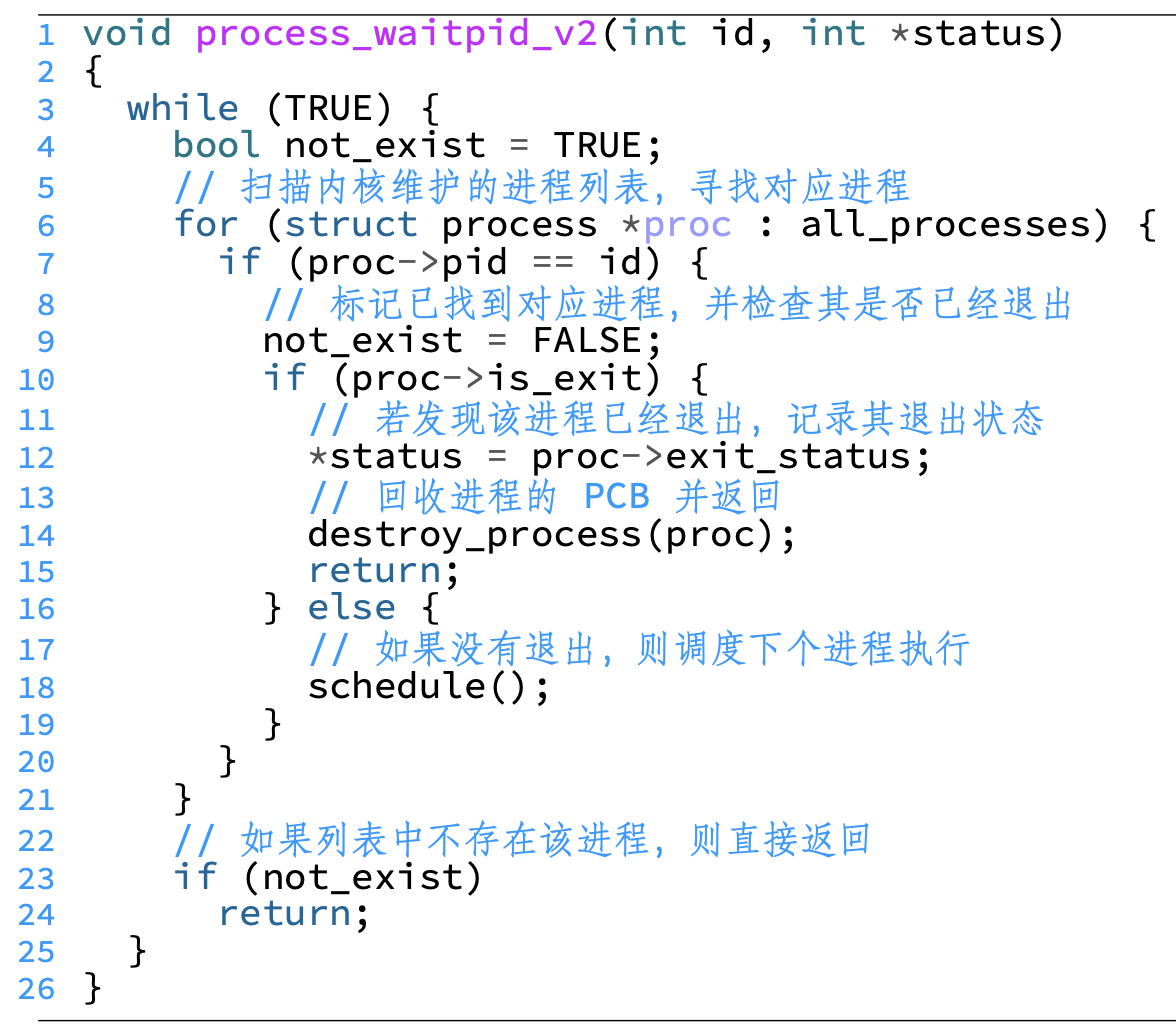 1 void process_waitpid_v2(int id, int *status)
2 {
3   while (TRUE) {
4     bool not_exist = TRUE;
5     // 扫描内核维护的进程列表，寻找对应进程
6     for (struct process *proc : all_processes) {
7       if (proc->pid == id) {
8         // 标记已找到对应进程，并检查其是否已经退出
9         not_exist = FALSE;
10         if (proc->is_exit) {
11           // 若发现该进程已经退出，记录其退出状态
12           *status = proc->exit_status;
13           // 回收进程的 PCB 并返回
14           destroy_process(proc);
15           return;
16         } else {
17           // 如果没有退出，则调度下个进程执行
18           schedule();
19         }
20       }
21     }
22     // 如果列表中不存在该进程，则直接返回
23     if (not_exist)
24       return;
25   }
26 }